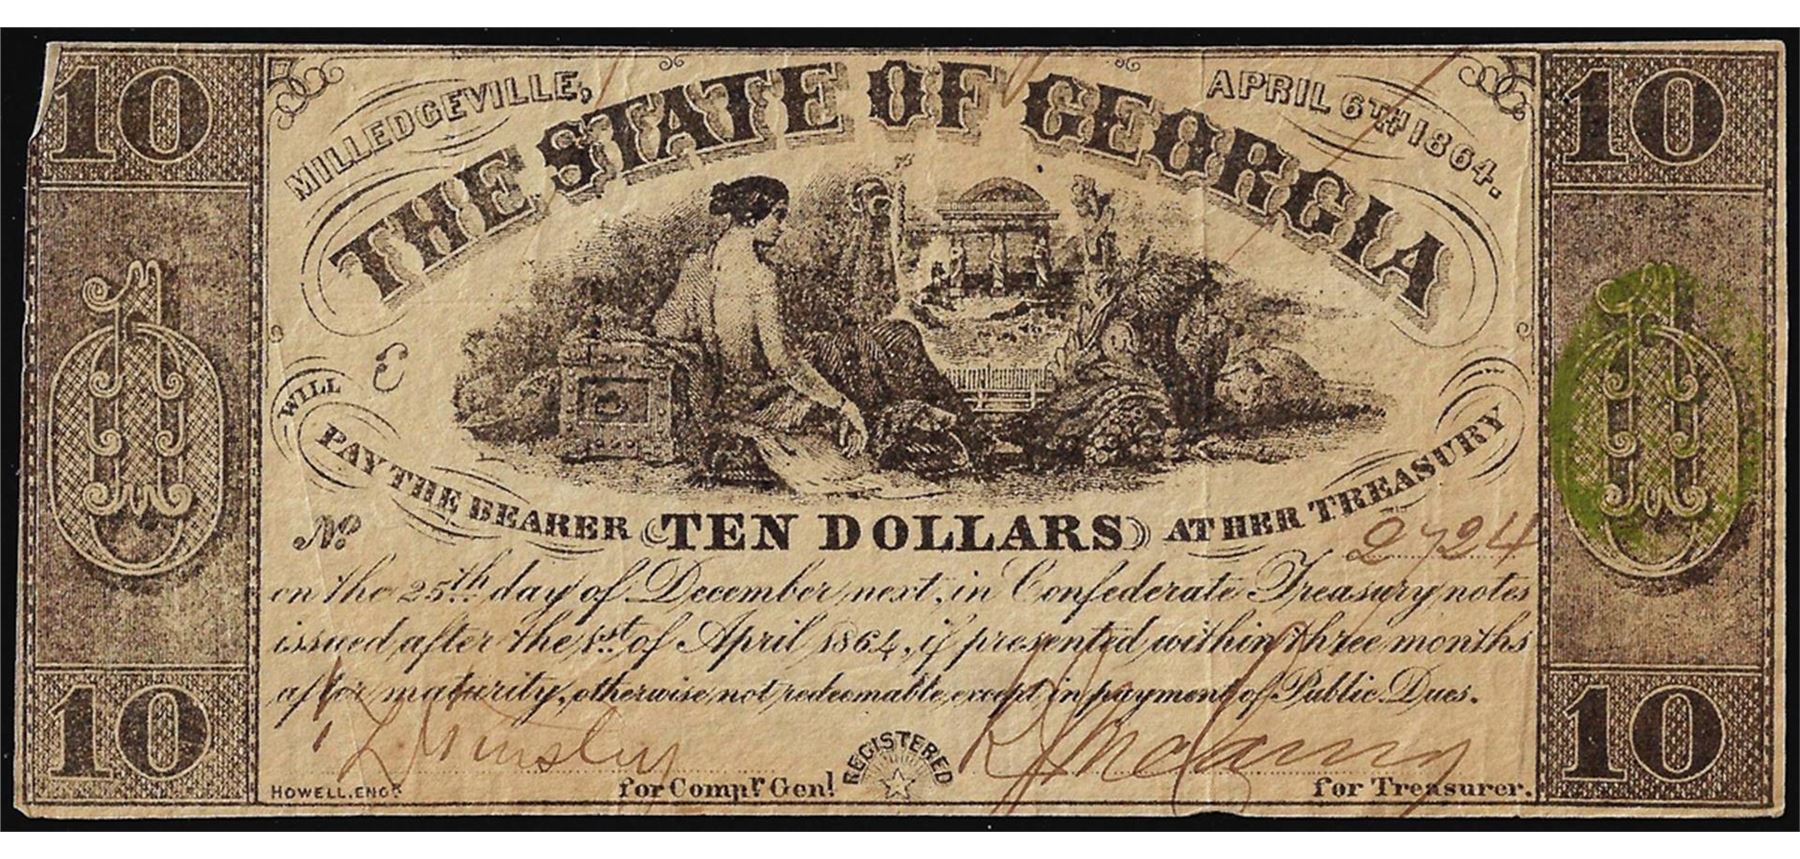 10 10
MILLEDGEVILLE, APRIL 6TH 1864.
THE STATE OF GEORGIA
C
WILL
PAY THE BEARER TEN DOLLARS AT HER TREASURY
No. 2724
on the 25th day of December next, in Confederate Treasury notes
issued after the 1st of April 1864, if presented within three months
after maturity, otherwise not redeemable, except in payment of Public Dues.
10 10
REGISTERED
HOWELL. ENGR. for Compr. Genl. for Treasurer.